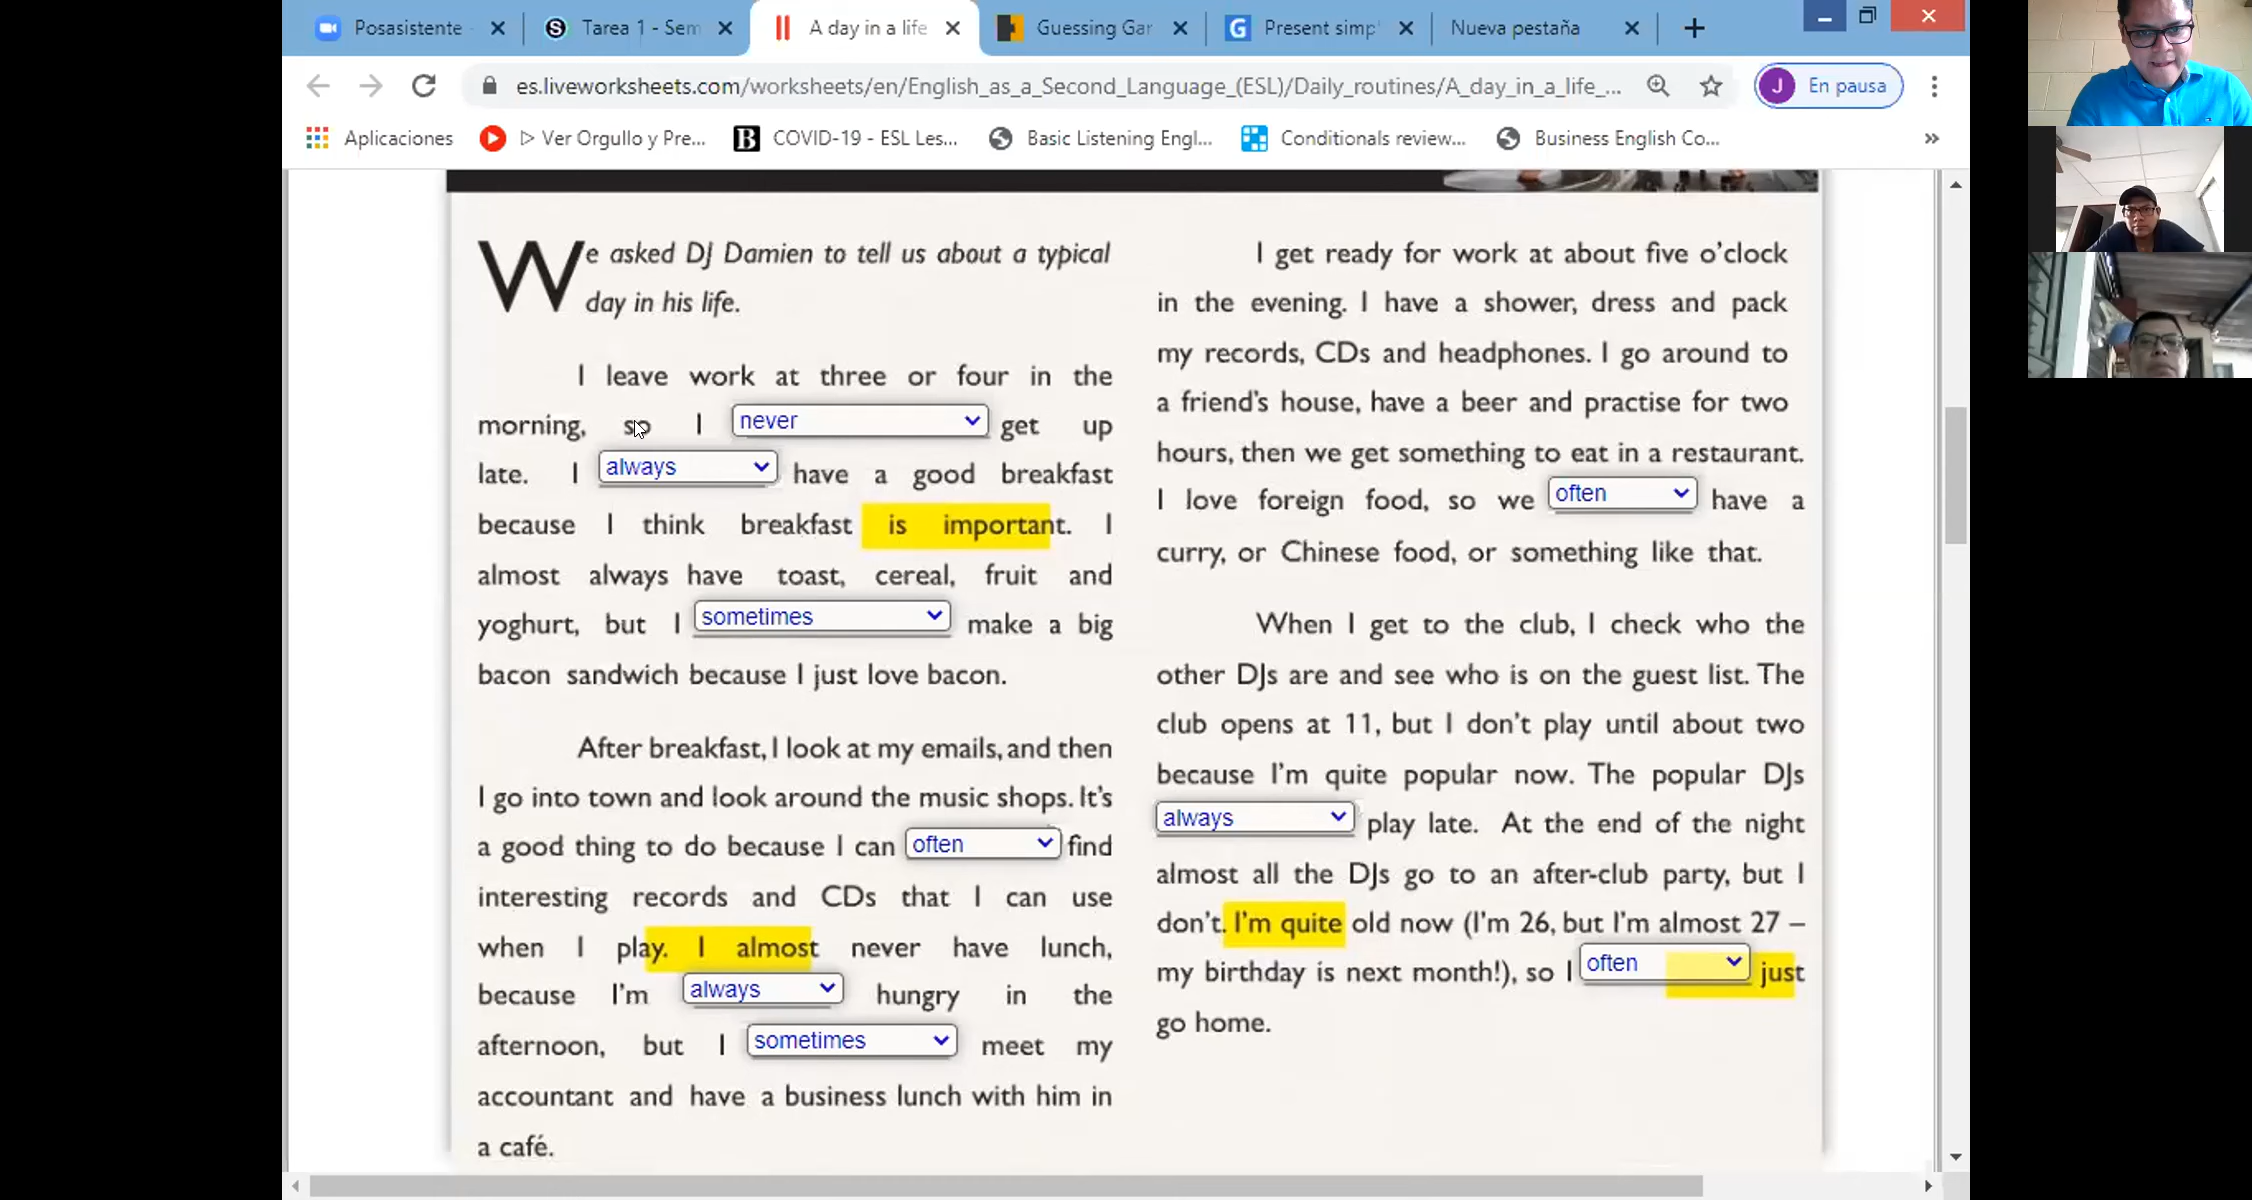 Posasistente
Tarea 1 - Sem
A day in a life
Guessing Gar
Present simp
Nueva pestaña
es.liveworksheets.com/worksheets/en/English_as_a_Second_Language_(ESL)/Daily_routines/A_day_in_a_life_...
J En pausa
Aplicaciones
Ver Orgullo y Pre...
B COVID-19 - ESL Les...
Basic Listening Engl...
Conditionals review...
Business English Co...
»
We asked DJ Damien to tell us about a typical
day in his life.
I leave work at three or four in the
morning, so I never get up
late. I always have a good breakfast
because I think breakfast is important. I
almost always have toast, cereal, fruit and
yoghurt, but I sometimes make a big
bacon sandwich because I just love bacon.
After breakfast, I look at my emails, and then
I go into town and look around the music shops. It's
a good thing to do because I can often find
interesting records and CDs that I can use
when I play. I almost never have lunch,
because I'm always hungry in the
afternoon, but I sometimes meet my
accountant and have a business lunch with him in
a café.
I get ready for work at about five o'clock
in the evening. I have a shower, dress and pack
my records, CDs and headphones. I go around to
a friend's house, have a beer and practise for two
hours, then we get something to eat in a restaurant.
I love foreign food, so we often have a
curry, or Chinese food, or something like that.
When I get to the club, I check who the
other DJs are and see who is on the guest list. The
club opens at 11, but I don't play until about two
because I'm quite popular now. The popular DJs
always play late. At the end of the night
almost all the DJs go to an after-club party, but I
don't. I'm quite old now (I'm 26, but I'm almost 27 –
my birthday is next month!), so I often just
go home.